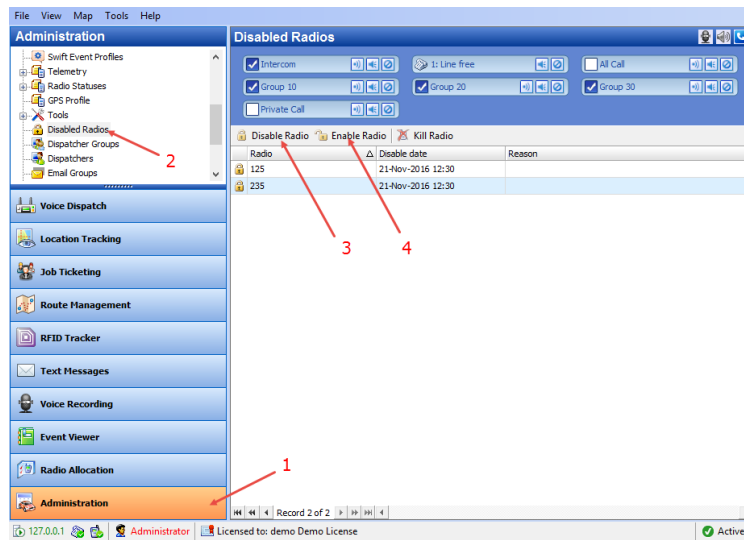 File View Map Tools Help
Administration
Swift Event Profiles
Telemetry
Radio Statuses
GPS Profile
Tools
Disabled Radios
Dispatcher Groups
Dispatchers
Email Groups
2
Voice Dispatch
Location Tracking
Job Ticketing
Route Management
RFID Tracker
Text Messages
Voice Recording
Event Viewer
Radio Allocation
Administration
1
Disabled Radios
Intercom 1: Line free All Call
Group 10 Group 20 Group 30
Private Call
Disable Radio Enable Radio Kill Radio
Radio Disable date Reason
125 21-Nov-2016 12:30
235 21-Nov-2016 12:30
3 4
Record 2 of 2
127.0.0.1 Administrator Licensed to: demo Demo License Active